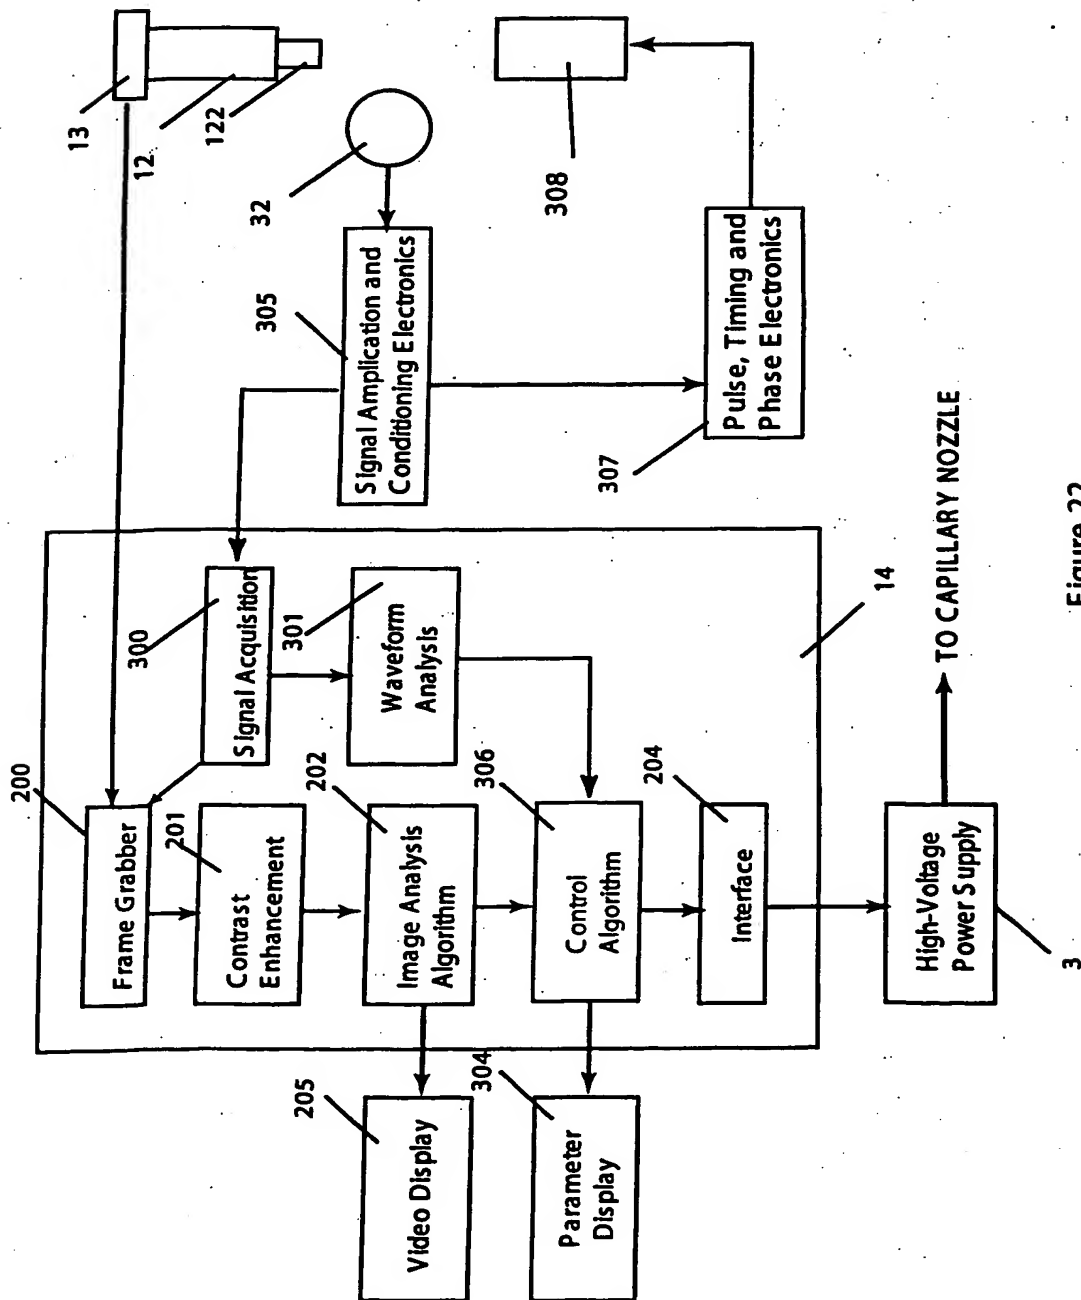 13
12
122
32
308
305
Signal Amplication and
Conditioning Electronics
307
Pulse, Timing and
Phase Electronics
200
Frame Grabber
300
Signal Acquisition
201
Contrast
Enhancement
301
Waveform
Analysis
202
Image Analysis
Algorithm
306
Control
Algorithm
204
Interface
14
205
Video Display
304
Parameter
Display
High-Voltage
Power Supply
3
TO CAPILLARY NOZZLE
Figure 22